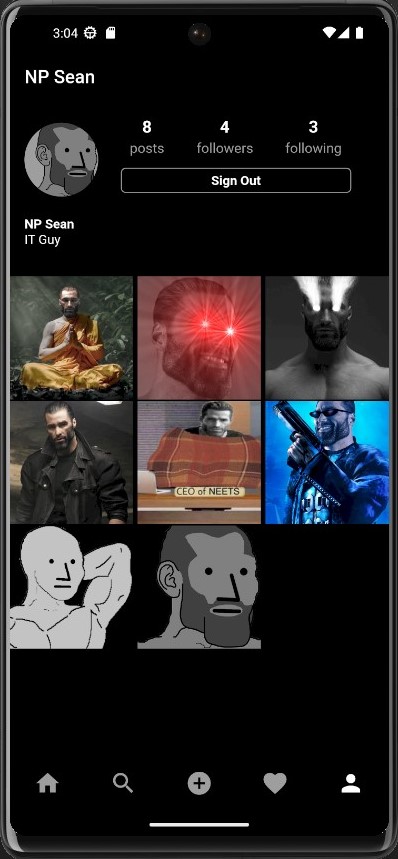 3:04
NP Sean
8 4 3
posts followers following
Sign Out
NP Sean
IT Guy
CEO of NEETS